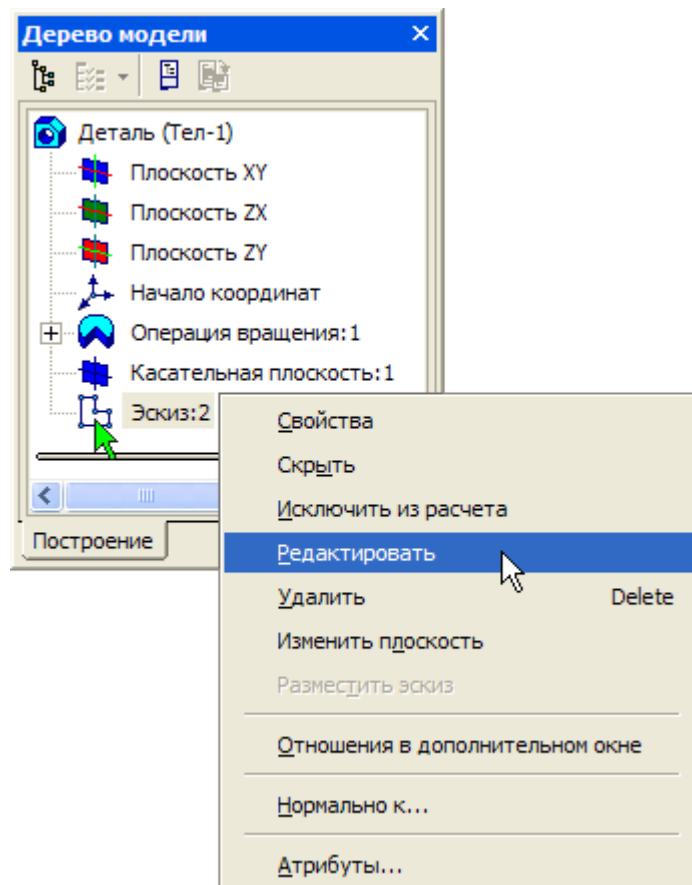 Дерево модели
Деталь (Тел-1)
Плоскость XY
Плоскость ZX
Плоскость ZY
Начало координат
Операция вращения:1
Касательная плоскость:1
Эскиз:2
Построение
Свойства
Скрыть
Исключить из расчета
Редактировать
Удалить Delete
Изменить плоскость
Разместить эскиз
Отношения в дополнительном окне
Нормально к...
Атрибуты...